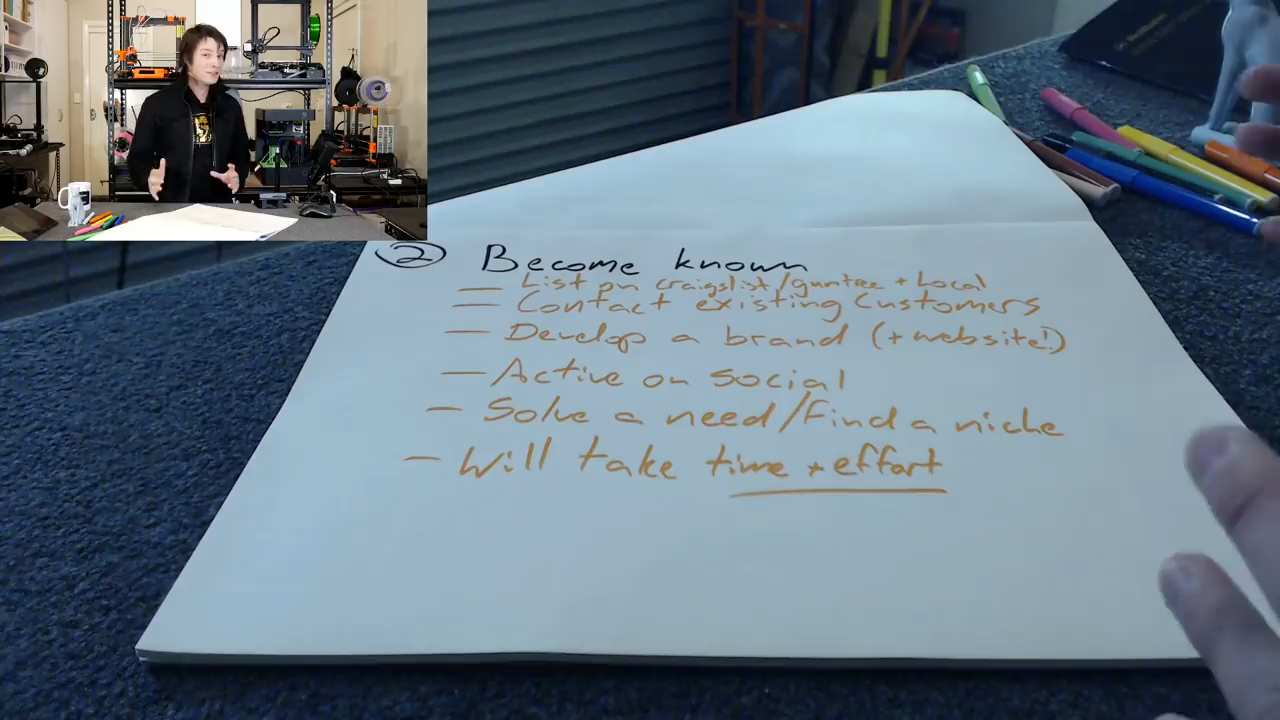 ② Become known
— List on craigslist/gumtree + Local
— Contact existing customers
— Develop a brand (+ website!)
— Active on social
— Solve a need/Find a niche
— Will take time + effort